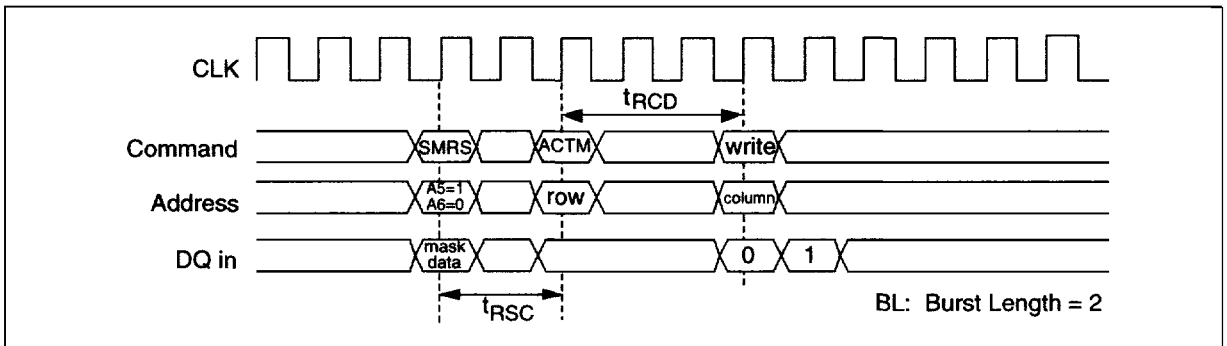 CLK
tRCD
Command SMRS ACTM write
Address A5=1 A6=0 row column
DQ in mask data 0 1
tRSC
BL: Burst Length = 2